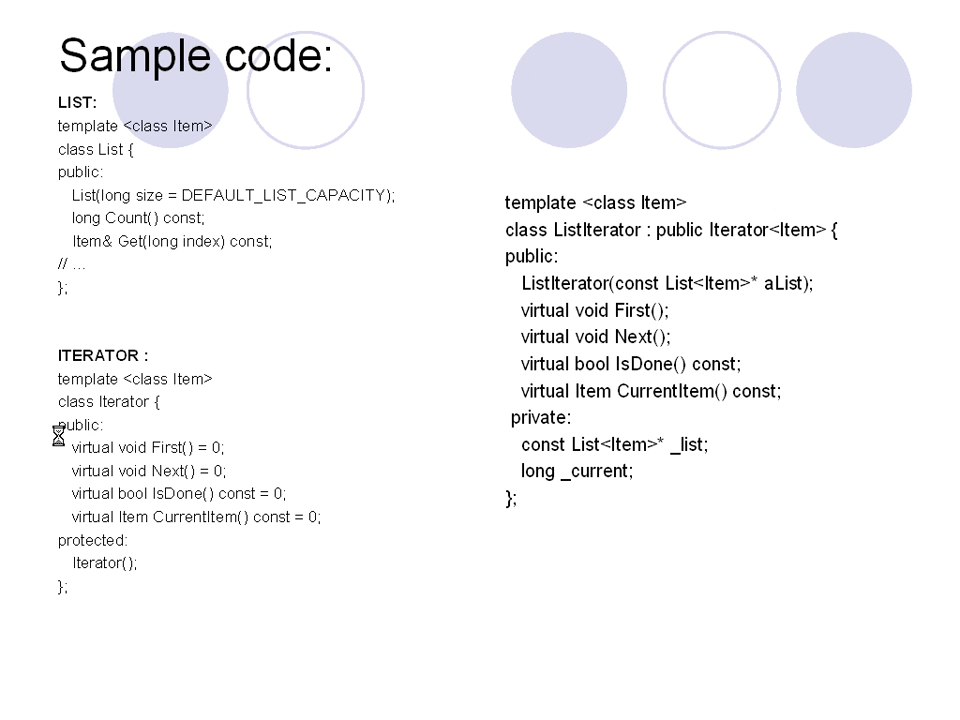 Sample code:
LIST:
template <class Item>
class List {
public:
List(long size = DEFAULT_LIST_CAPACITY);
long Count() const;
Item& Get(long index) const;
// ...
};
ITERATOR :
template <class Item>
class Iterator {
public:
virtual void First() = 0;
virtual void Next() = 0;
virtual bool IsDone() const = 0;
virtual Item CurrentItem() const = 0;
protected:
Iterator();
};
template <class Item>
class ListIterator : public Iterator<Item> {
public:
ListIterator(const List<Item>* aList);
virtual void First();
virtual void Next();
virtual bool IsDone() const;
virtual Item CurrentItem() const;
private:
const List<Item>* _list;
long _current;
};